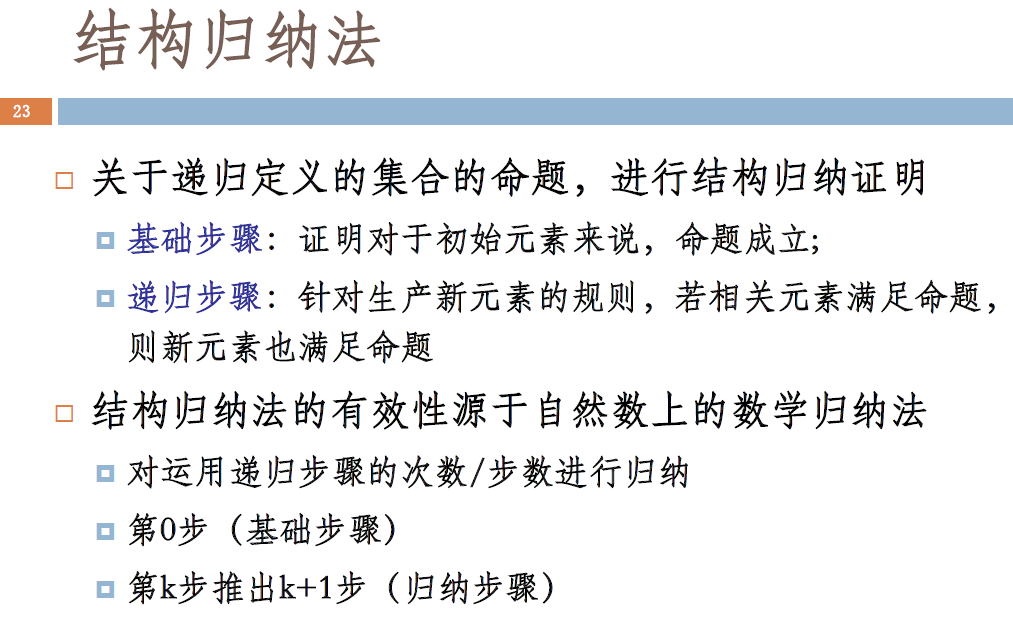 结构归纳法
23
关于递归定义的集合的命题，进行结构归纳证明
基础步骤：证明对于初始元素来说，命题成立;
递归步骤：针对生产新元素的规则，若相关元素满足命题，
则新元素也满足命题
结构归纳法的有效性源于自然数上的数学归纳法
对运用递归步骤的次数/步数进行归纳
第0步（基础步骤）
第k步推出k+1步（归纳步骤）